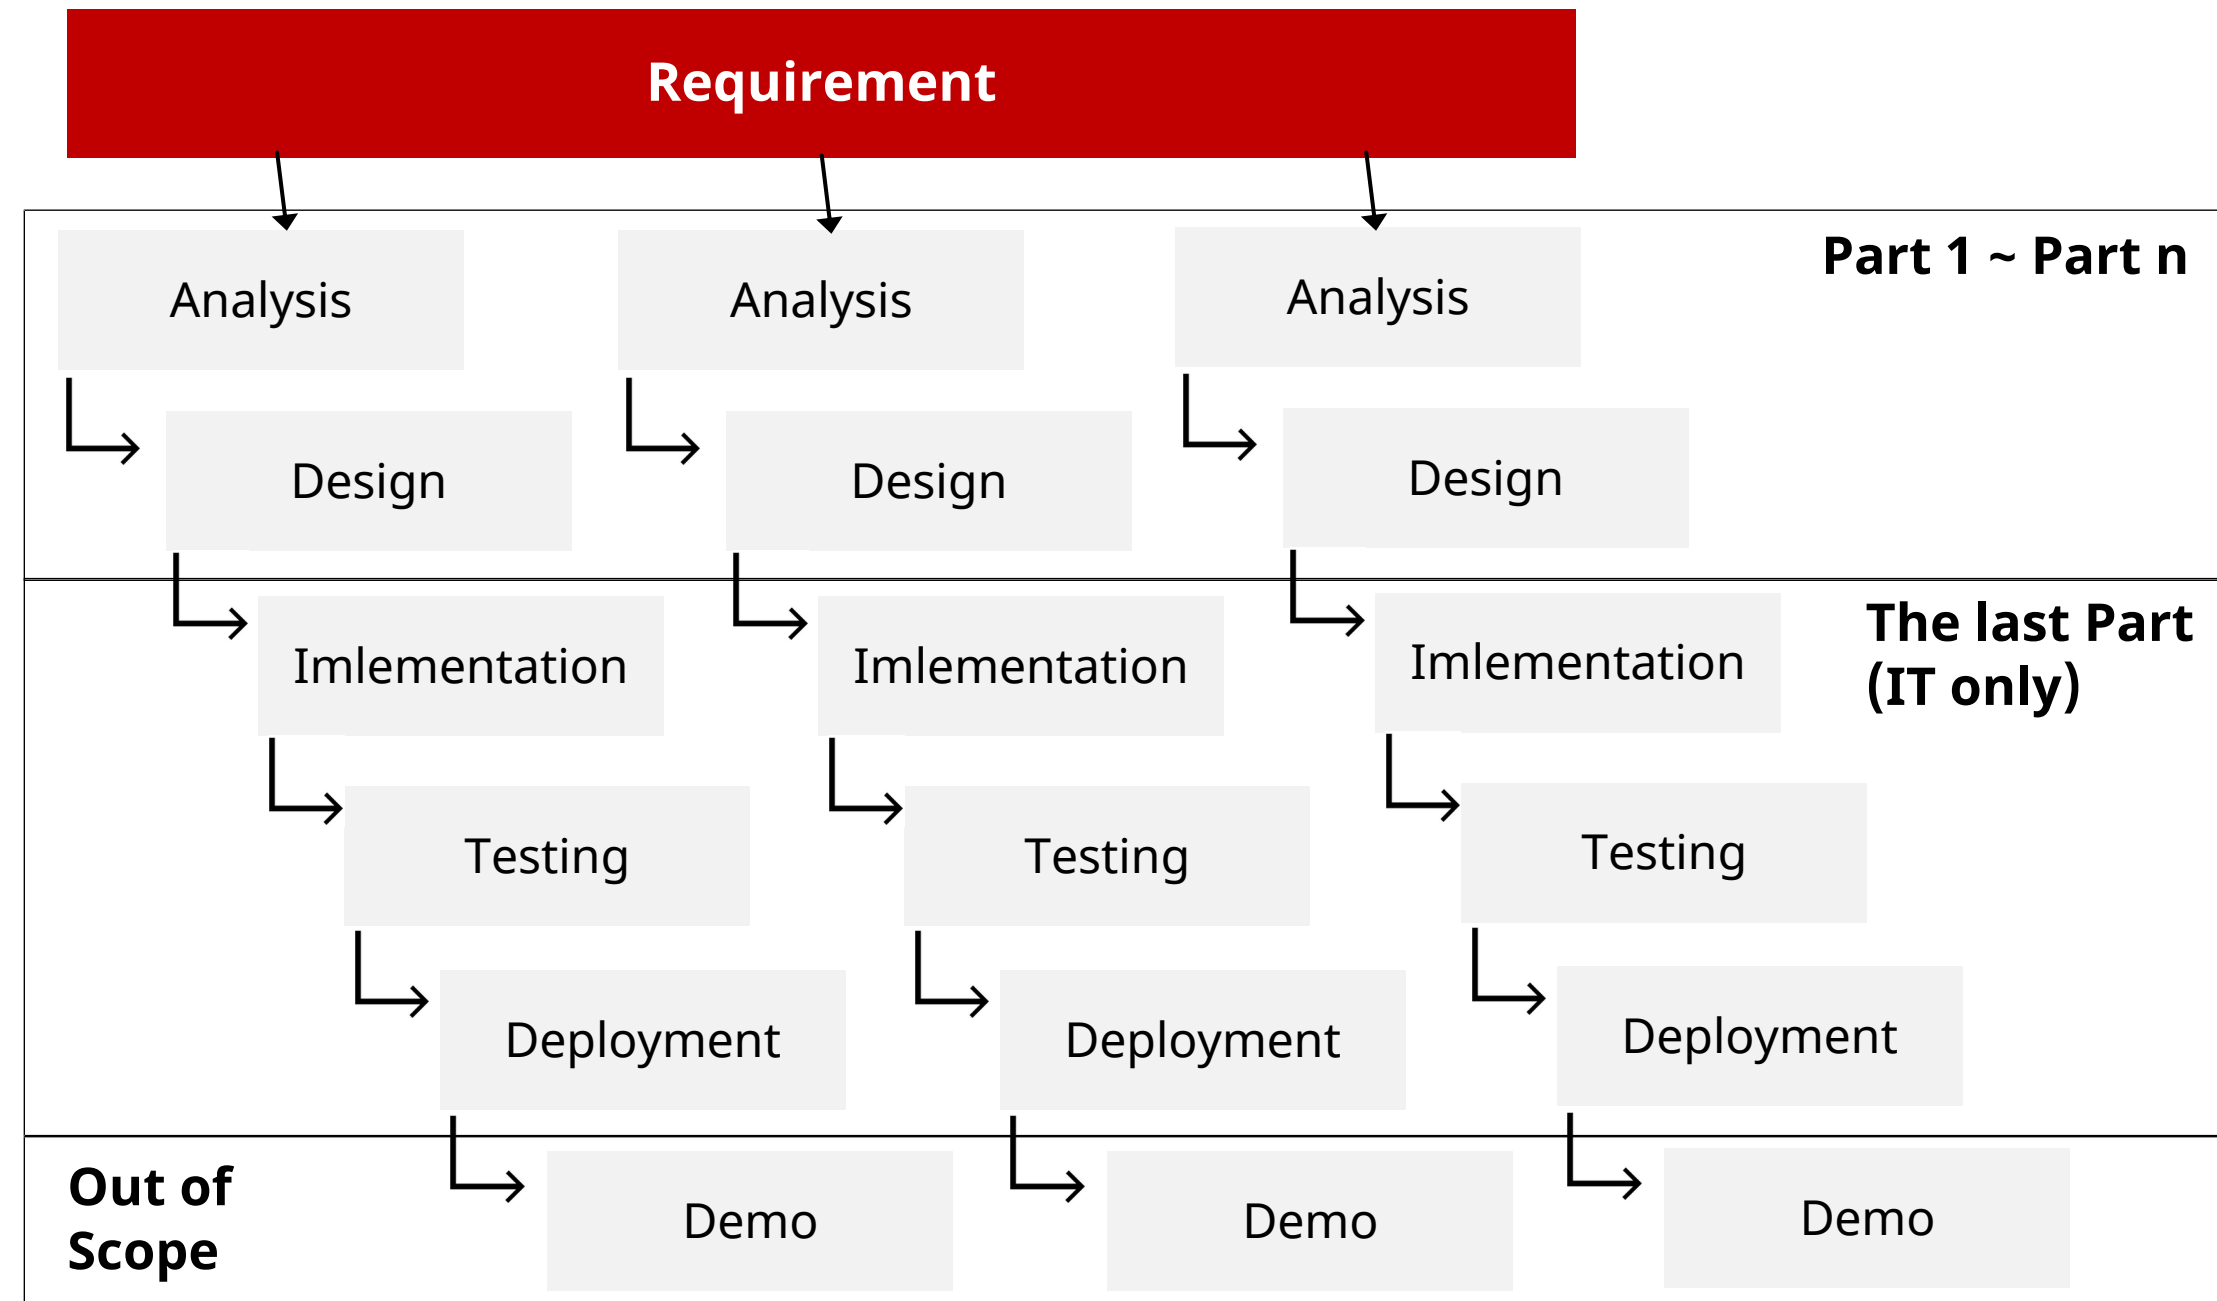 Requirement
Part 1 ~ Part n
Analysis
Analysis
Analysis
Design
Design
Design
The last Part
(IT only)
Imlementation
Imlementation
Imlementation
Testing
Testing
Testing
Deployment
Deployment
Deployment
Out of
Scope
Demo
Demo
Demo